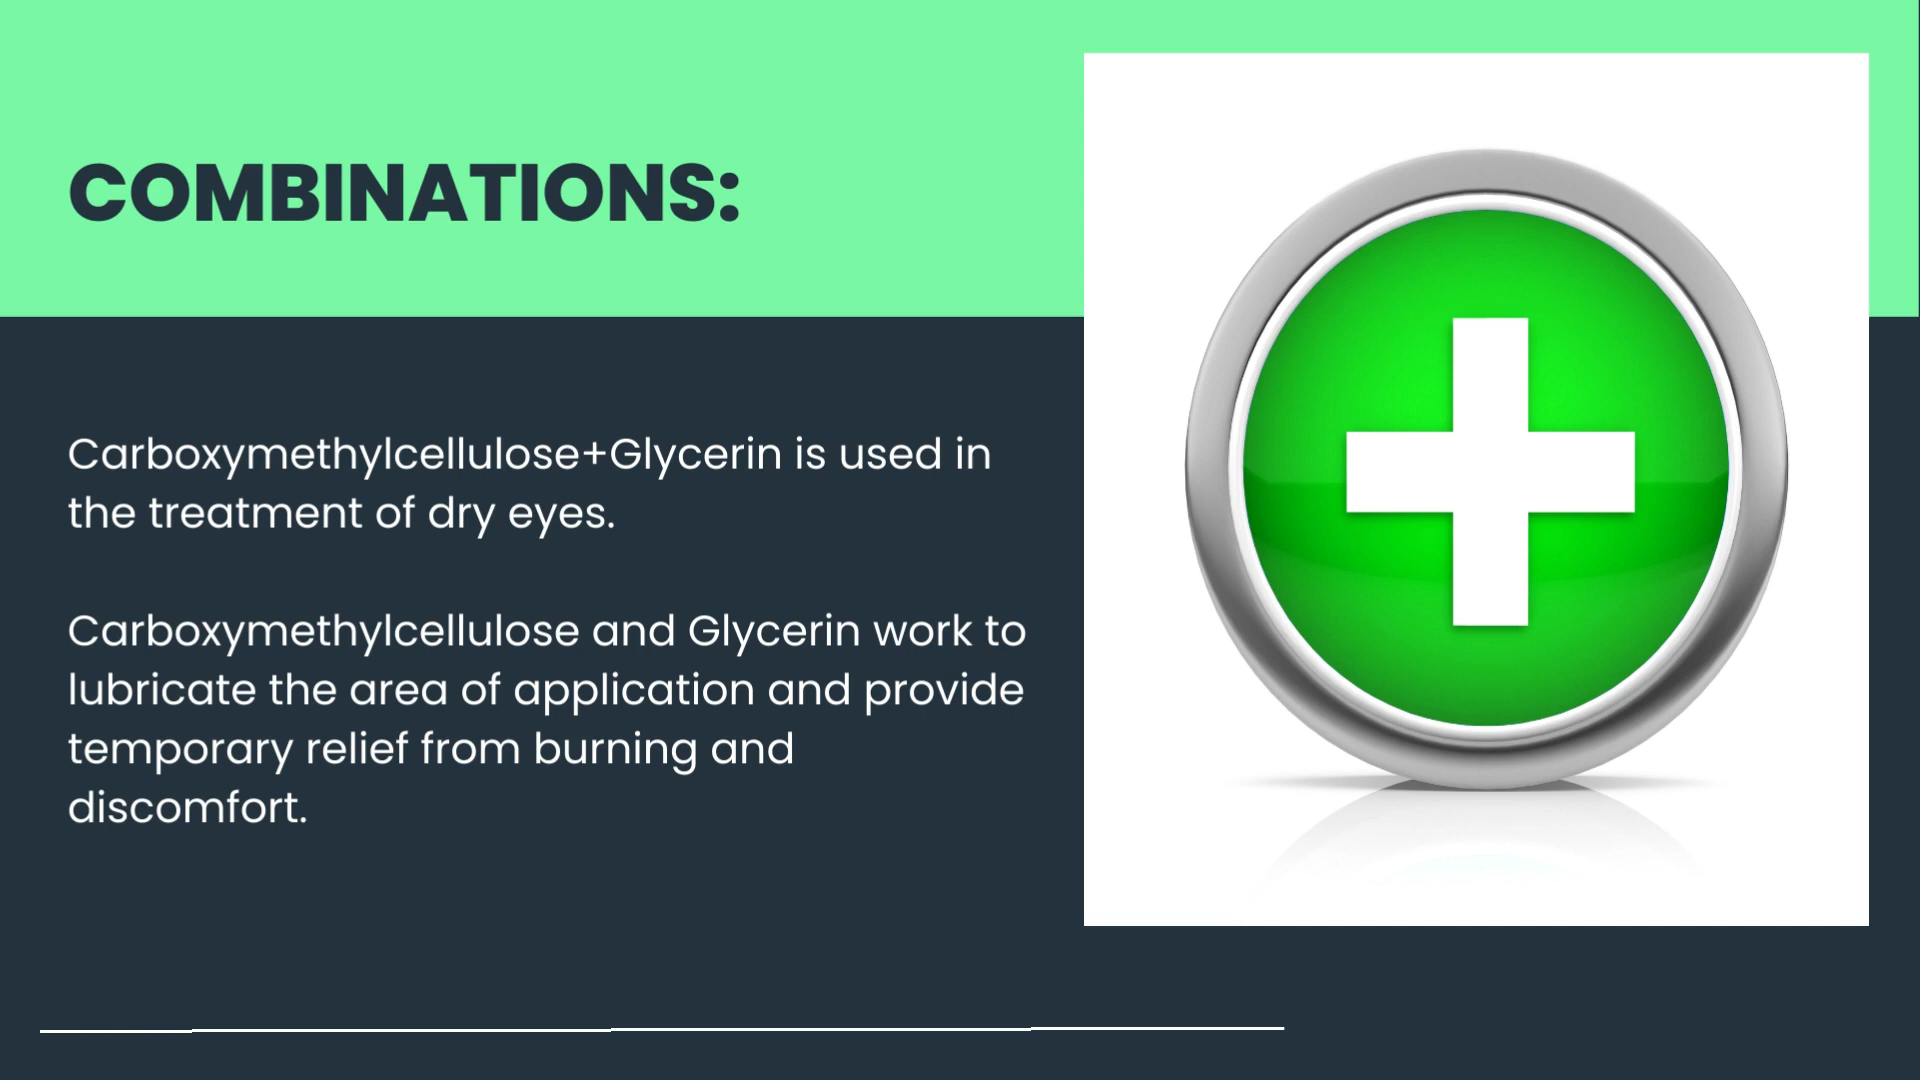 COMBINATIONS:
Carboxymethylcellulose+Glycerin is used in
the treatment of dry eyes.
Carboxymethylcellulose and Glycerin work to
lubricate the area of application and provide
temporary relief from burning and
discomfort.